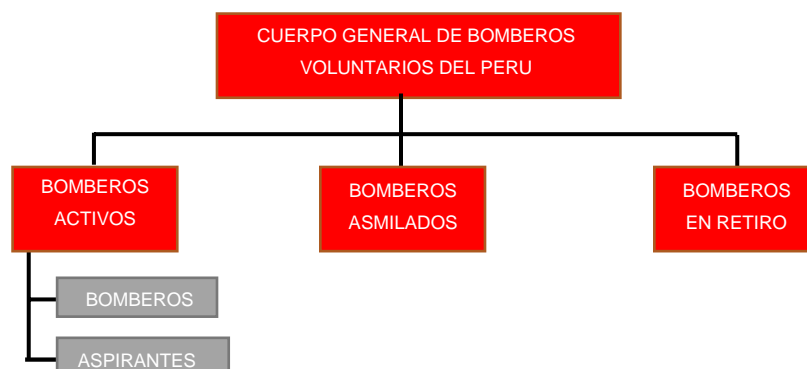 CUERPO GENERAL DE BOMBEROS
VOLUNTARIOS DEL PERU
BOMBEROS
ACTIVOS
BOMBEROS
ASMILADOS
BOMBEROS
EN RETIRO
BOMBEROS
ASPIRANTES